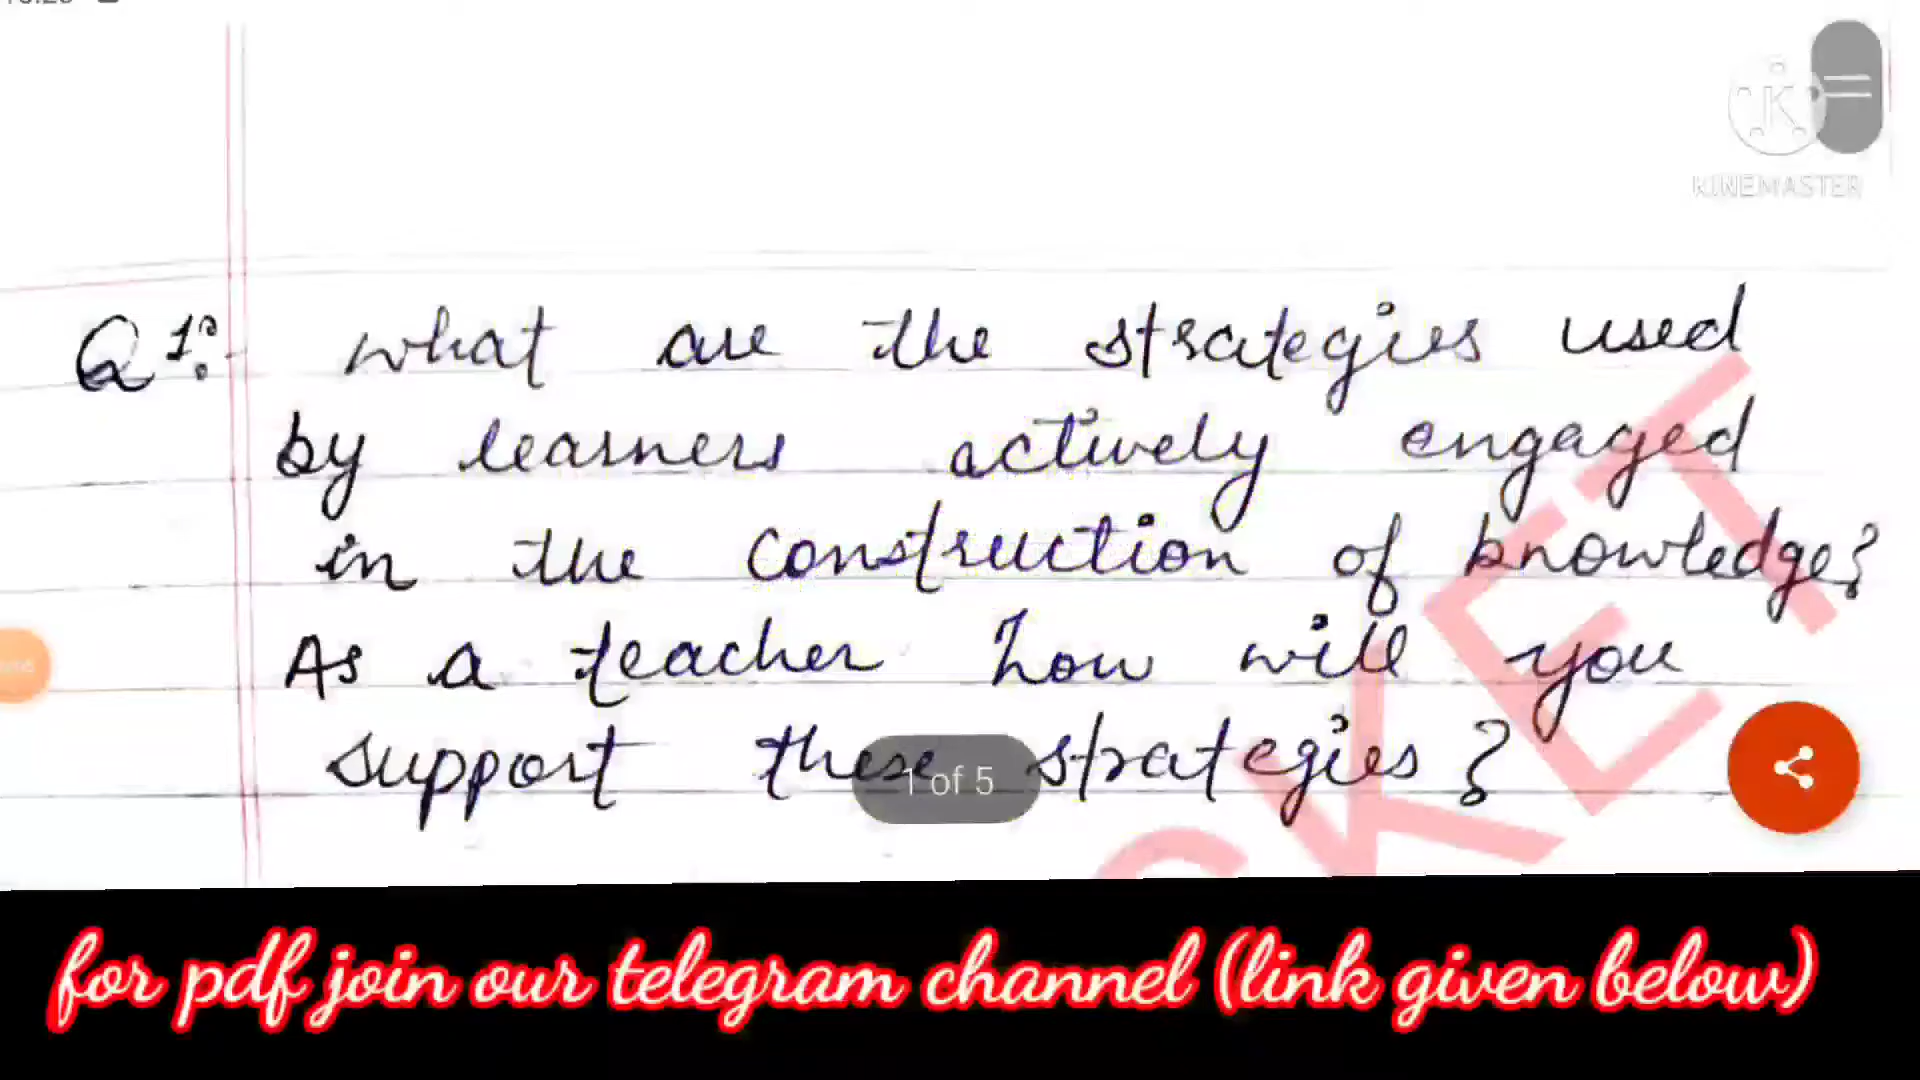 KINEMASTER
Q1:- what are the strategies used
by learners actively engaged
in the construction of knowledge?
As a teacher how will you
support these strategies?
1 of 5
KET
for pdf join our telegram channel (link given below)